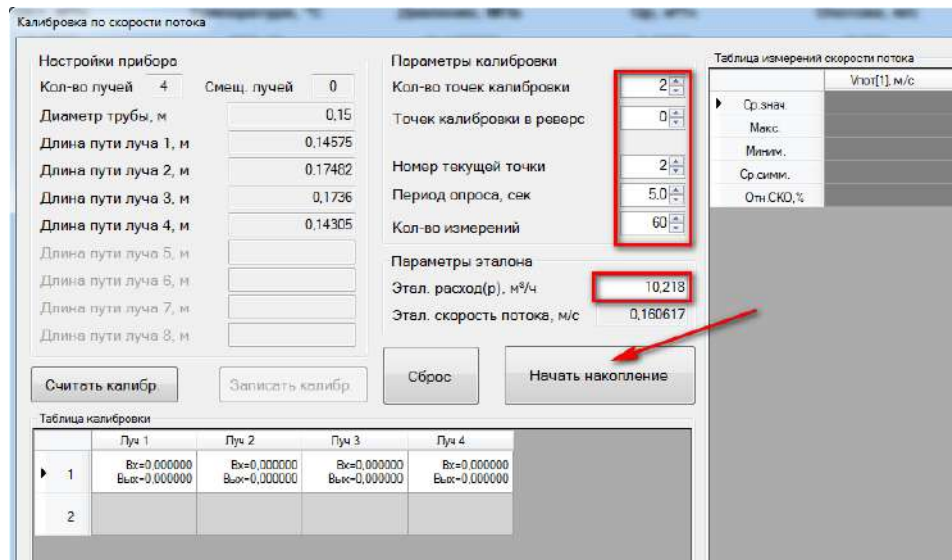 Калибровка по скорости потока
Настройки прибора
Кол-во лучей 4 Смещ. лучей 0
Диаметр трубы, м 0,15
Длина пути луча 1, м 0,14575
Длина пути луча 2, м 0,17482
Длина пути луча 3, м 0,1736
Длина пути луча 4, м 0,14305
Длина пути луча 5, м
Длина пути луча 6, м
Длина пути луча 7, м
Длина пути луча 8, м
Считать калибр.
Записать калибр.
Параметры калибровки
Кол-во точек калибровки 2
Точек калибровки в реверс 0
Номер текущей точки 2
Период опроса, сек 5,0
Кол-во измерений 60
Параметры эталона
Этал. расход(р), м³/ч 10,218
Этал. скорость потока, м/с 0,160617
Сброс
Начать накопление
Таблица измерений скорости потока
Vпот[1], м/с
Ср.знач.
Макс.
Миним.
Ср.симм.
Отн.СКО,%
Таблица калибровки
Луч 1 Луч 2 Луч 3 Луч 4
1 Вх=0,000000 Вх=0,000000 Вх=0,000000 Вх=0,000000
Вых=0,000000 Вых=0,000000 Вых=0,000000 Вых=0,000000
2